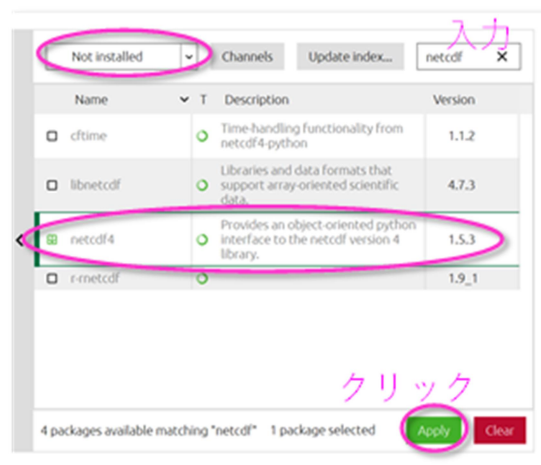 入力
Not installed
Channels
Update index...
netcdf X
Name T Description Version
cftime Time-handling functionality from netcdf4-python 1.1.2
libnetcdf Libraries and data formats that support array-oriented scientific data. 4.7.3
netcdf4 Provides an object-oriented python interface to the netcdf version 4 library. 1.5.3
r-rnetcdf 1.9_1
クリック
4 packages available matching "netcdf" 1 package selected
Apply
Clear